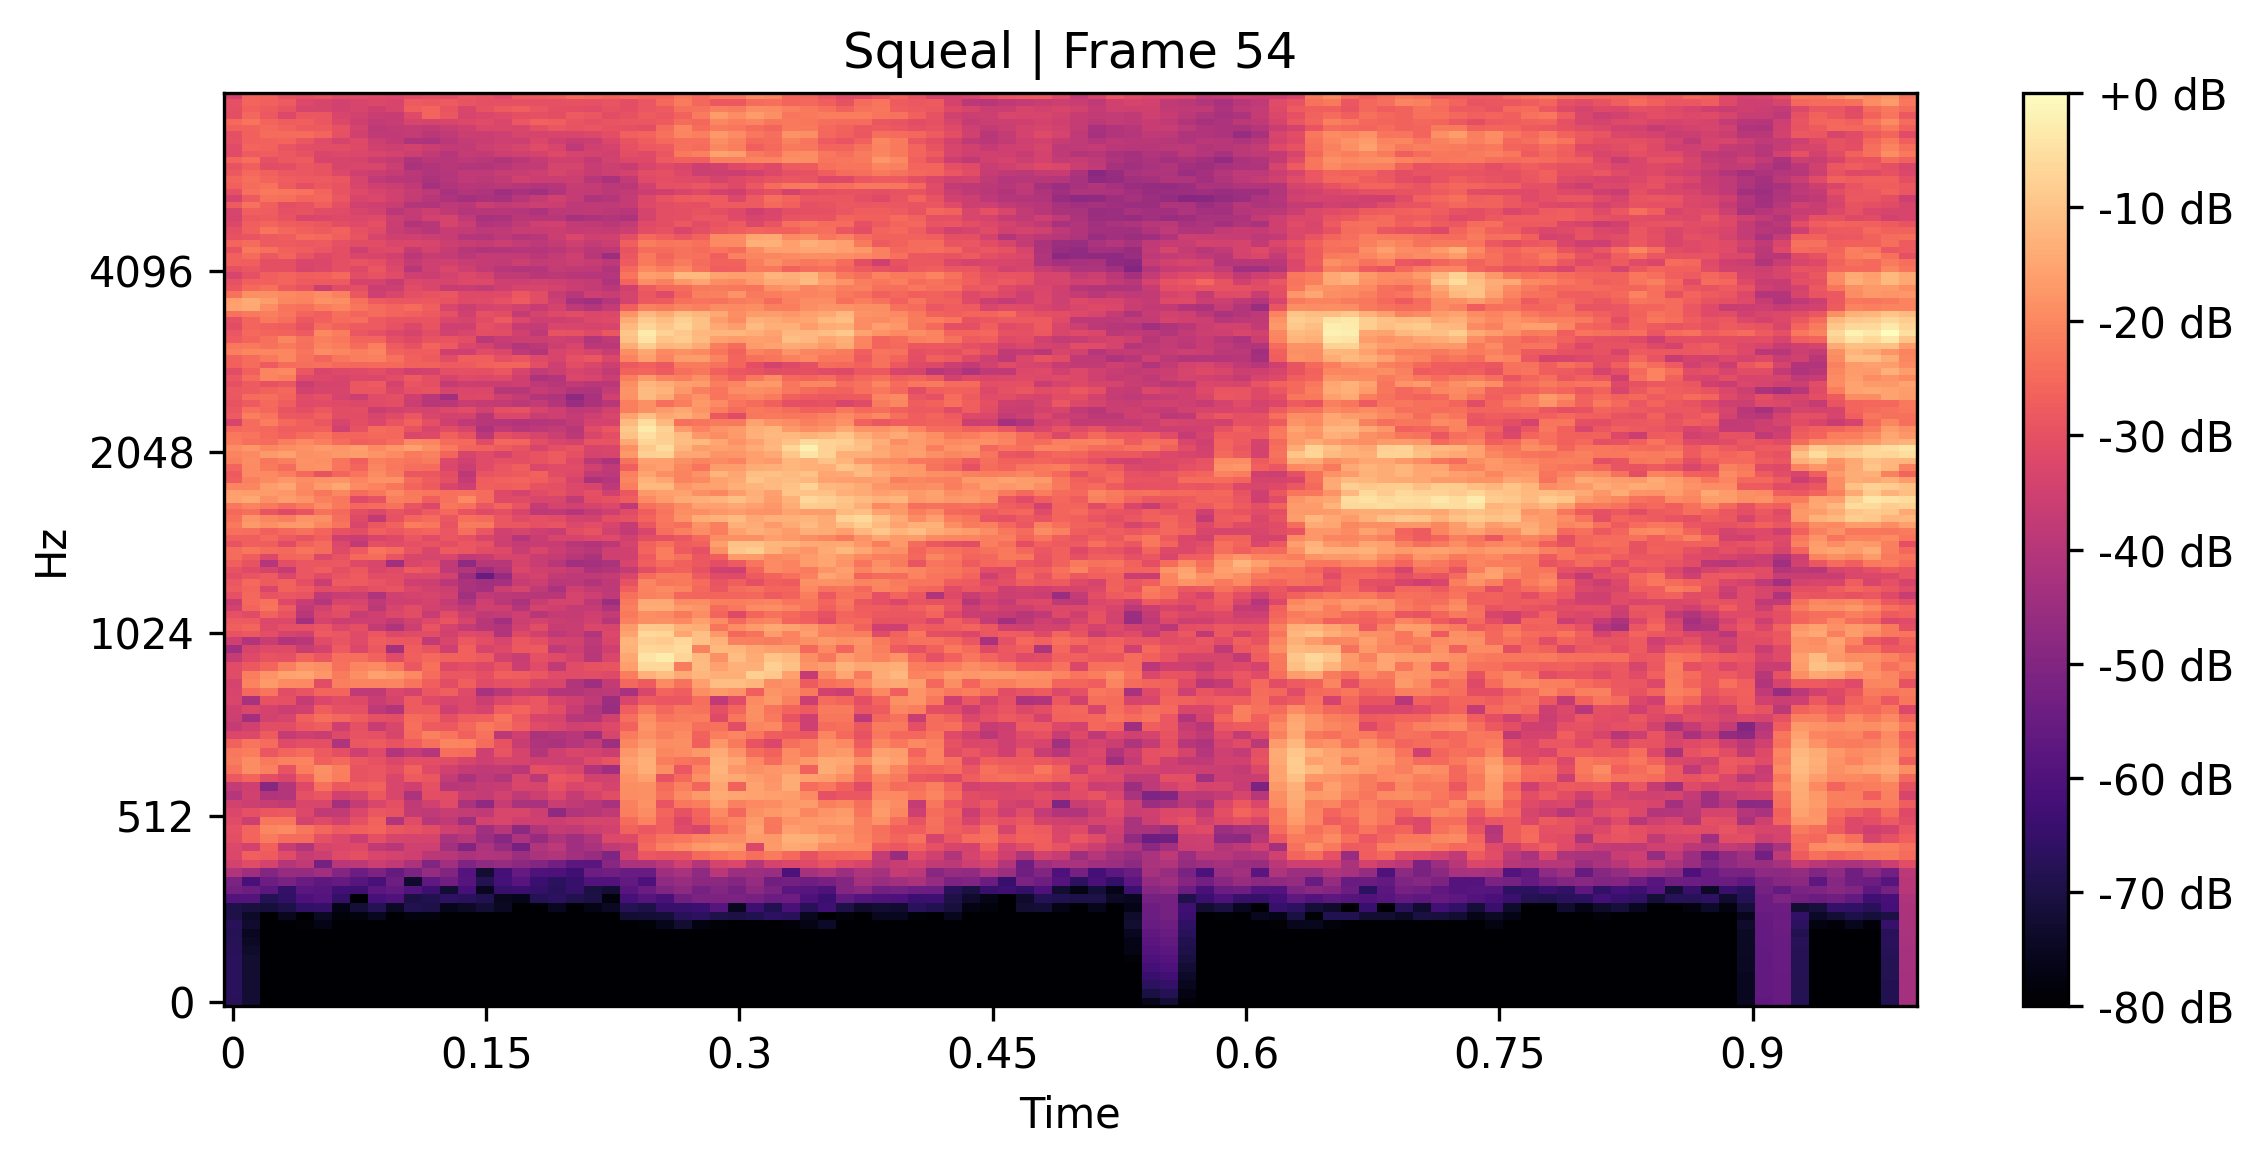 Squeal | Frame 54
+0 dB
-10 dB
-20 dB
-30 dB
-40 dB
-50 dB
-60 dB
-70 dB
-80 dB
4096
2048
1024
512
0
Hz
0 0.15 0.3 0.45 0.6 0.75 0.9
Time